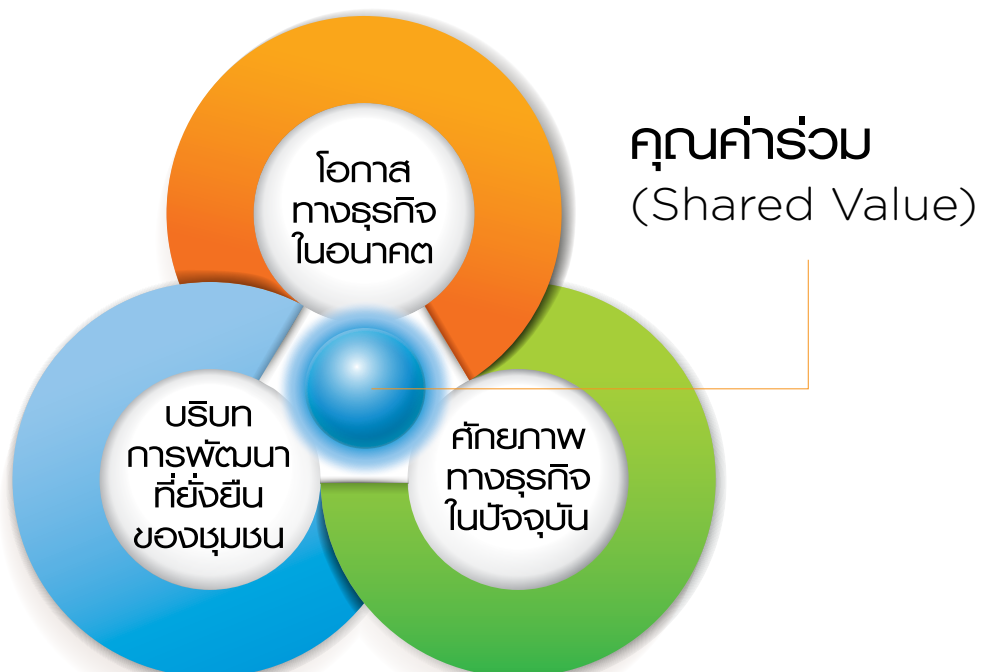 คุณค่าร่วม
(Shared Value)
โอกาส
ทางธุรกิจ
ในอนาคต
บริบท
การพัฒนา
ที่ยั่งยืน
ของชุมชน
ศักยภาพ
ทางธุรกิจ
ในปัจจุบัน